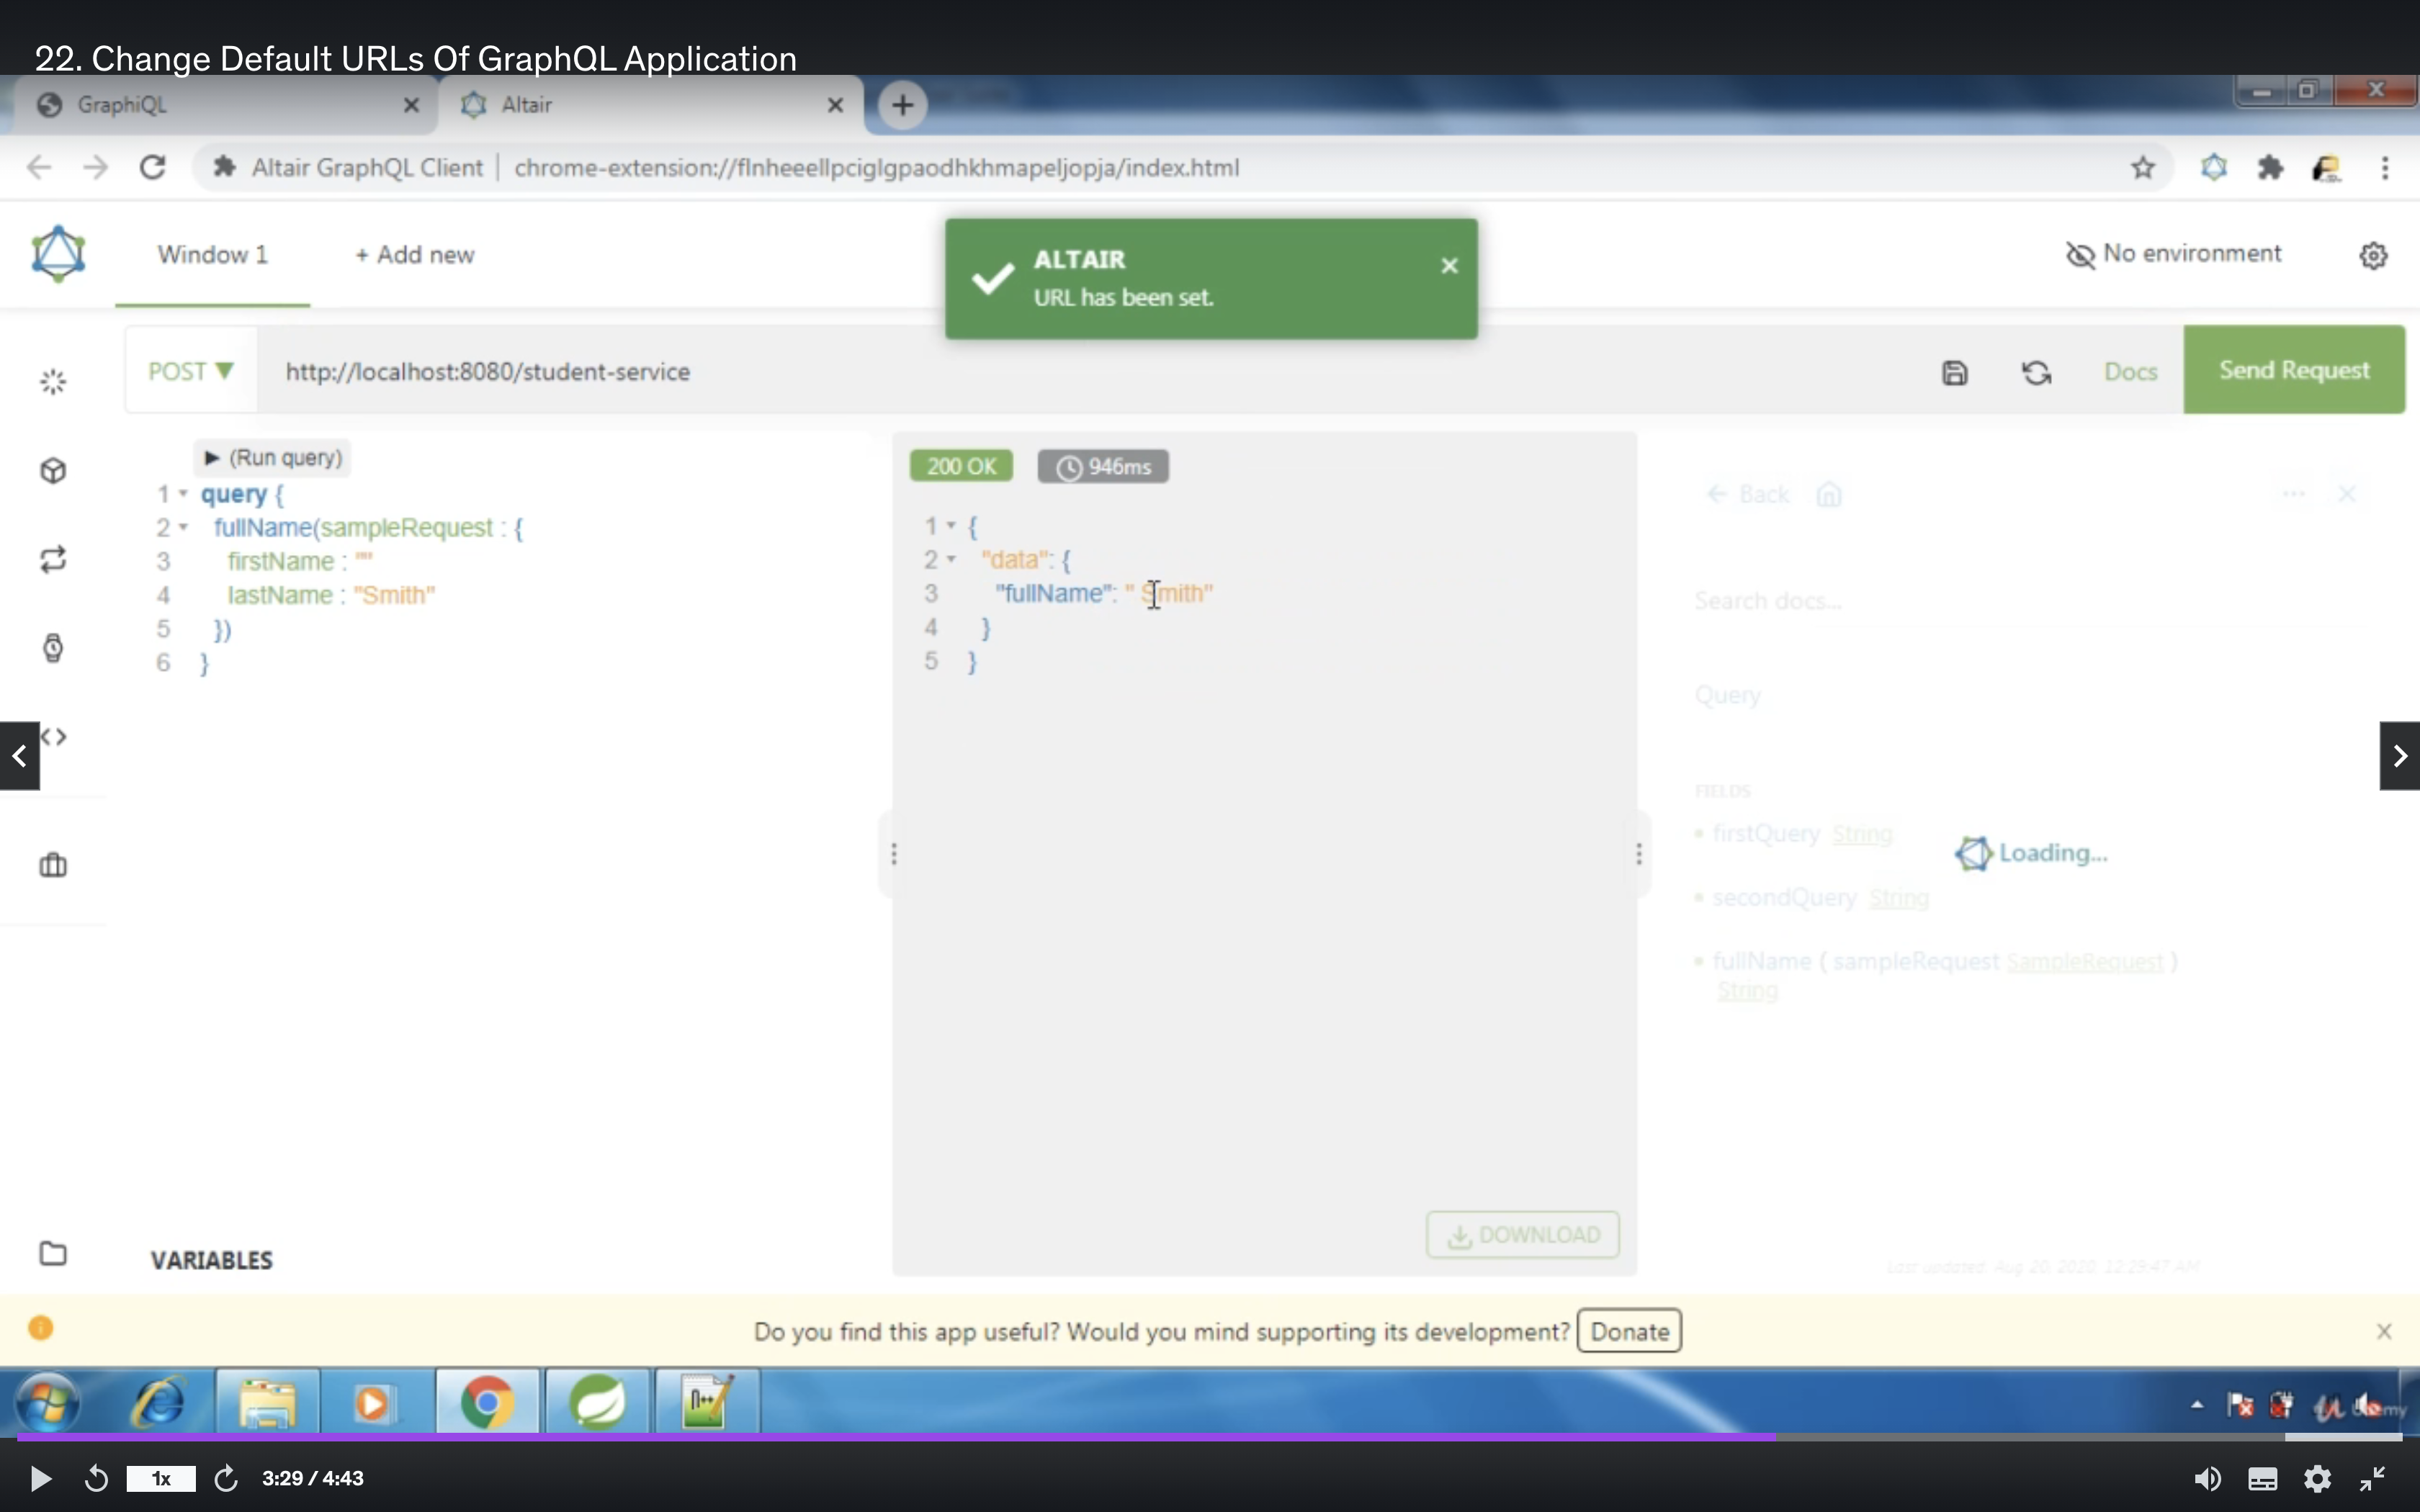 22. Change Default URLs Of GraphQL Application
GraphiQL
Altair
Altair GraphQL Client | chrome-extension://flnheeellpciglgpaodhkhmapeljopja/index.html
Window 1
+ Add new
ALTAIR
URL has been set.
No environment
POST
http://localhost:8080/student-service
Docs
Send Request
(Run query)
1 query {
2 fullName(sampleRequest : {
3 firstName : ""
4 lastName : "Smith"
5 })
6 }
200 OK
946ms
1 {
2 "data": {
3 "fullName": " Smith"
4 }
5 }
Back
Search docs...
Query
FIELDS
firstQuery String
Loading...
secondQuery String
fullName ( sampleRequest SampleRequest )
String
DOWNLOAD
VARIABLES
Last updated: Aug 20, 2020, 12:29:47 AM
Do you find this app useful? Would you mind supporting its development? Donate
1x
3:29 / 4:43